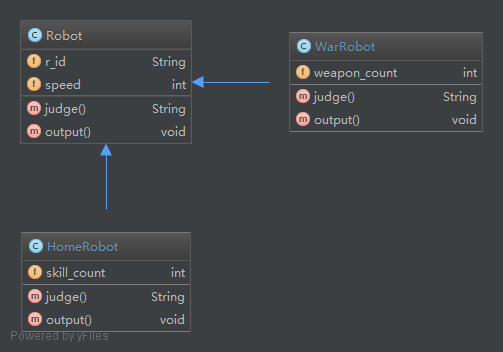 C Robot
f r_id String
f speed int
m judge() String
m output() void
C WarRobot
f weapon_count int
m judge() String
m output() void
C HomeRobot
f skill_count int
m judge() String
m output() void
Powered by yFiles